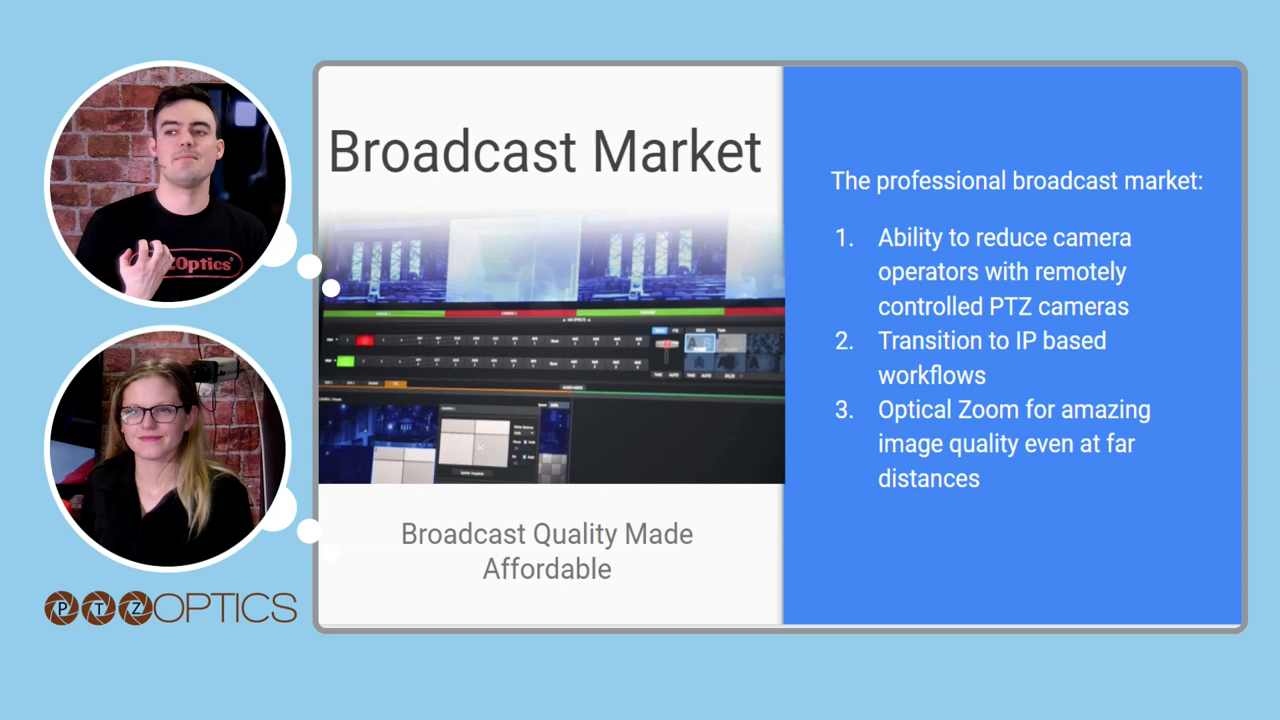 Broadcast Market
The professional broadcast market:
1. Ability to reduce camera
operators with remotely
controlled PTZ cameras
2. Transition to IP based
workflows
3. Optical Zoom for amazing
image quality even at far
distances
Broadcast Quality Made
Affordable
ZOptics
PTZOPTICS